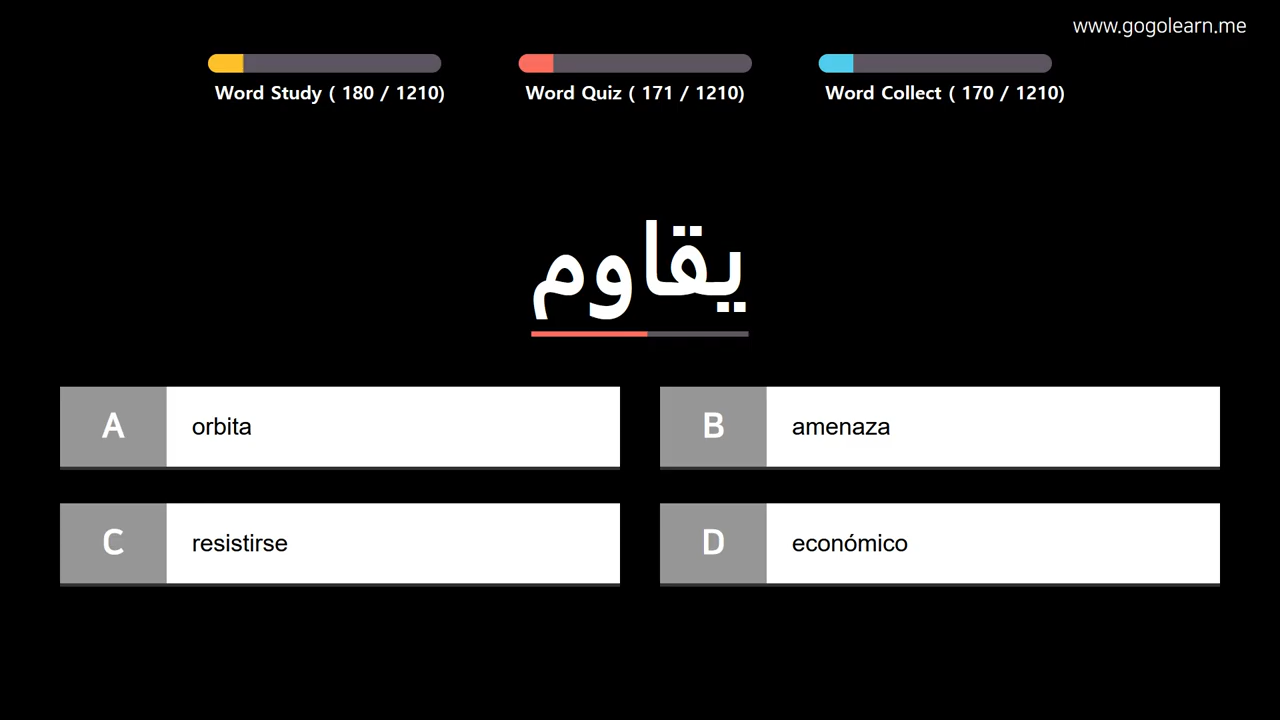 www.gogolearn.me
Word Study ( 180 / 1210)
Word Quiz ( 171 / 1210)
Word Collect ( 170 / 1210)
يقاوم
A
orbita
B
amenaza
C
resistirse
D
económico